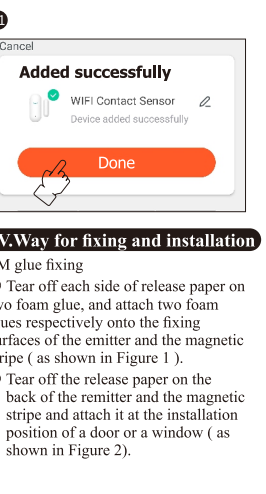 Cancel
Added successfully
WIFI Contact Sensor
Device added successfully
Done
V.Way for fixing and installation
M glue fixing
Tear off each side of release paper on
wo foam glue, and attach two foam
ues respectively onto the fixing
urfaces of the emitter and the magnetic
ripe ( as shown in Figure 1 ).
Tear off the release paper on the
back of the remitter and the magnetic
stripe and attach it at the installation
position of a door or a window ( as
shown in Figure 2).